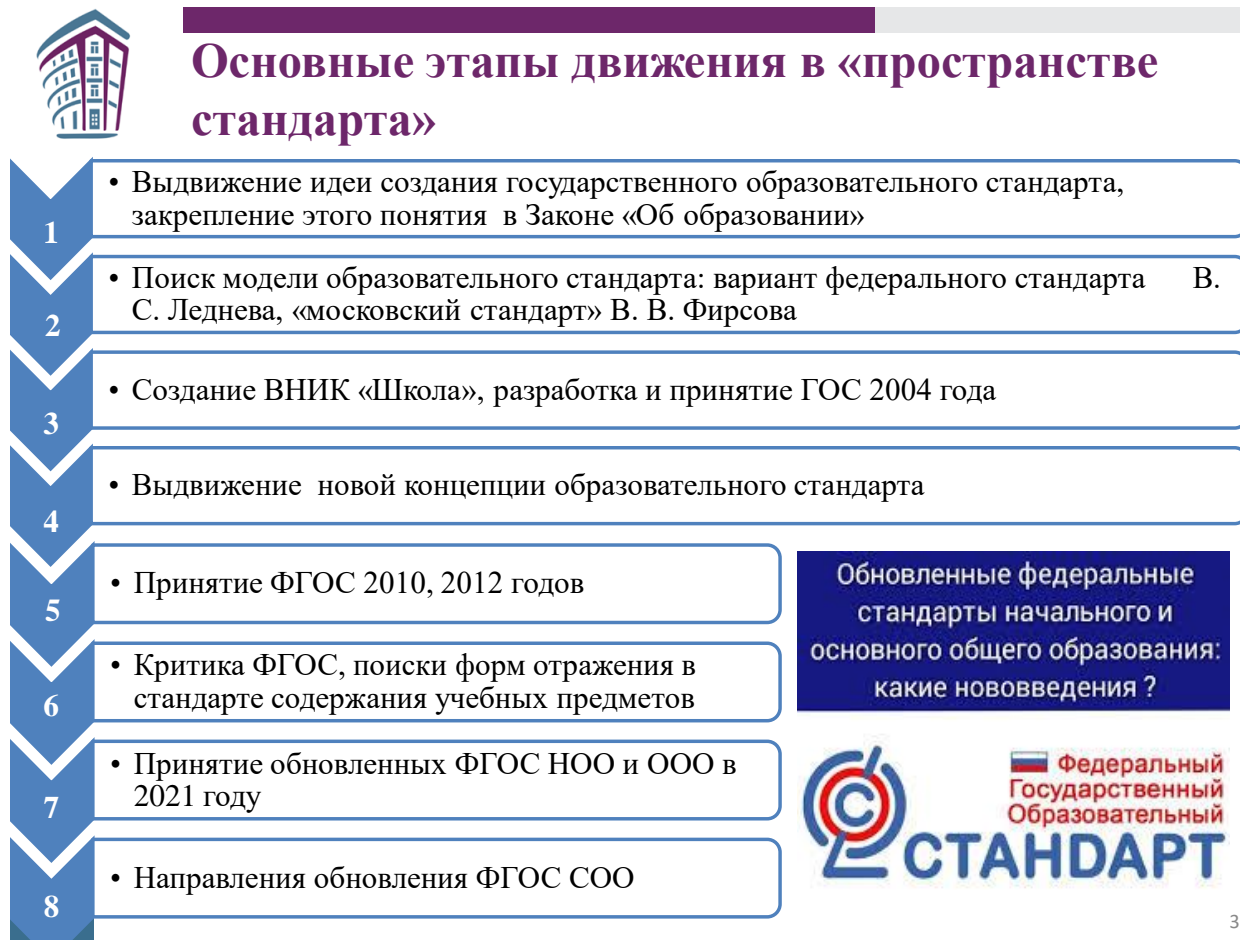 Основные этапы движения в «пространстве
стандарта»
1
• Выдвижение идеи создания государственного образовательного стандарта,
закрепление этого понятия в Законе «Об образовании»
2
• Поиск модели образовательного стандарта: вариант федерального стандарта В.
С. Леднева, «московский стандарт» В. В. Фирсова
3
• Создание ВНИК «Школа», разработка и принятие ГОС 2004 года
4
• Выдвижение новой концепции образовательного стандарта
5
• Принятие ФГОС 2010, 2012 годов
6
• Критика ФГОС, поиски форм отражения в
стандарте содержания учебных предметов
7
• Принятие обновленных ФГОС НОО и ООО в
2021 году
8
• Направления обновления ФГОС СОО
Обновленные федеральные
стандарты начального и
основного общего образования:
какие нововведения ?
Федеральный
Государственный
Образовательный
СТАНДАРТ
3